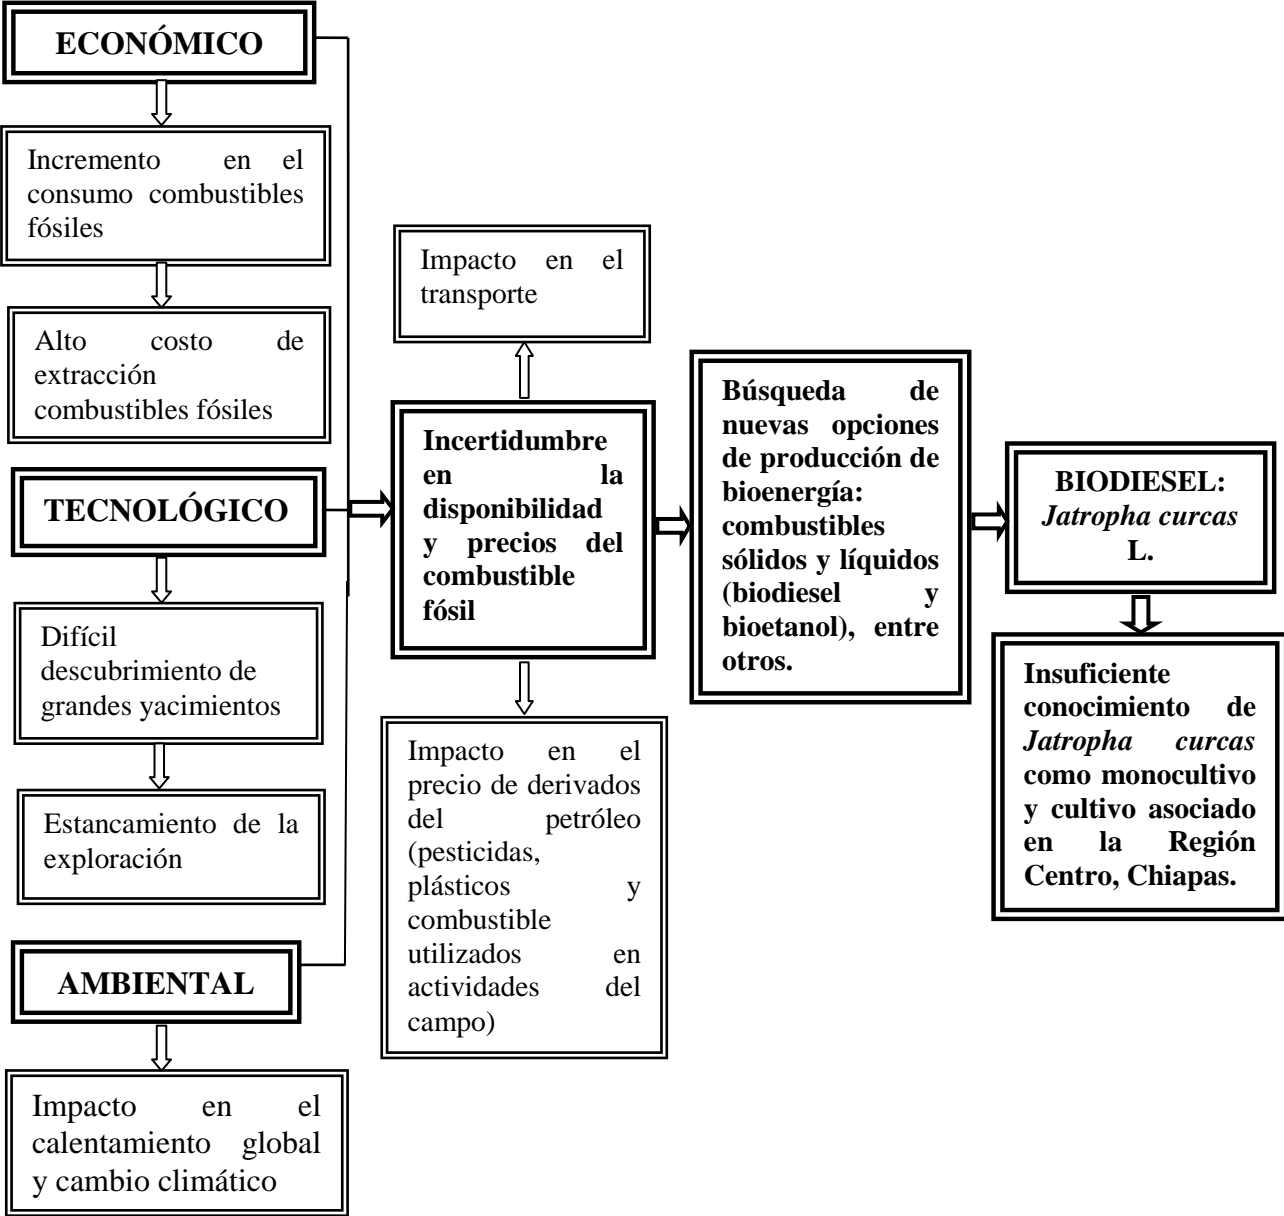 ECONÓMICO
Incremento en el
consumo combustibles
fósiles
Alto costo de
extracción
combustibles fósiles
TECNOLÓGICO
Difícil
descubrimiento de
grandes yacimientos
Estancamiento de la
exploración
AMBIENTAL
Impacto en el
calentamiento global
y cambio climático
Impacto en el
transporte
Incertidumbre
en la
disponibilidad
y precios del
combustible
fósil
Impacto en el
precio de derivados
del petróleo
(pesticidas,
plásticos y
combustible
utilizados en
actividades del
campo)
Búsqueda de
nuevas opciones
de producción de
bioenergía:
combustibles
sólidos y líquidos
(biodiesel y
bioetanol), entre
otros.
BIODIESEL:
Jatropha curcas
L.
Insuficiente
conocimiento de
Jatropha curcas
como monocultivo
y cultivo asociado
en la Región
Centro, Chiapas.